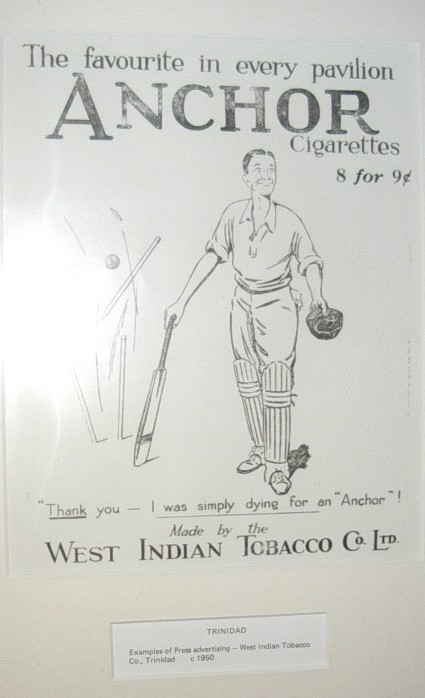 The favourite in every pavilion
ANCHOR
Cigarettes
8 for 9¢
"Thank you — I was simply dying for an "Anchor"!
Made by the
WEST INDIAN TOBACCO CO. LTD.
TRINIDAD
Examples of Press advertising — West Indian Tobacco
Co., Trinidad c 1950